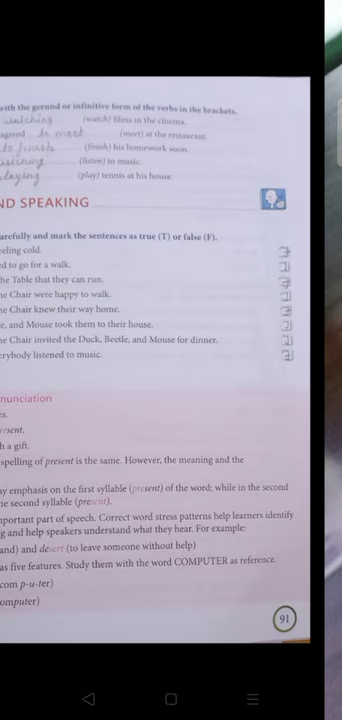 with the gerund or infinitive form of the verbs in the brackets.
watching (watch) films in the cinema.
agreed to meet (meet) at the restaurant.
to finish (finish) his homework soon.
istening (listen) to music.
laying (play) tennis at his house.
ND SPEAKING
arefully and mark the sentences as true (T) or false (F).
eeling cold.
ed to go for a walk.
he Table that they can run.
he Chair were happy to walk.
he Chair knew their way home.
e, and Mouse took them to their house.
he Chair invited the Duck, Beetle, and Mouse for dinner.
erybody listened to music.
nunciation
es.
resent.
h a gift.
spelling of present is the same. However, the meaning and the
ay emphasis on the first syllable (present) of the word; while in the second
he second syllable (present).
mportant part of speech. Correct word stress patterns help learners identify
g and help speakers understand what they hear. For example:
and) and desert (to leave someone without help)
as five features. Study them with the word COMPUTER as reference.
com p-u-ter)
omputer)
91